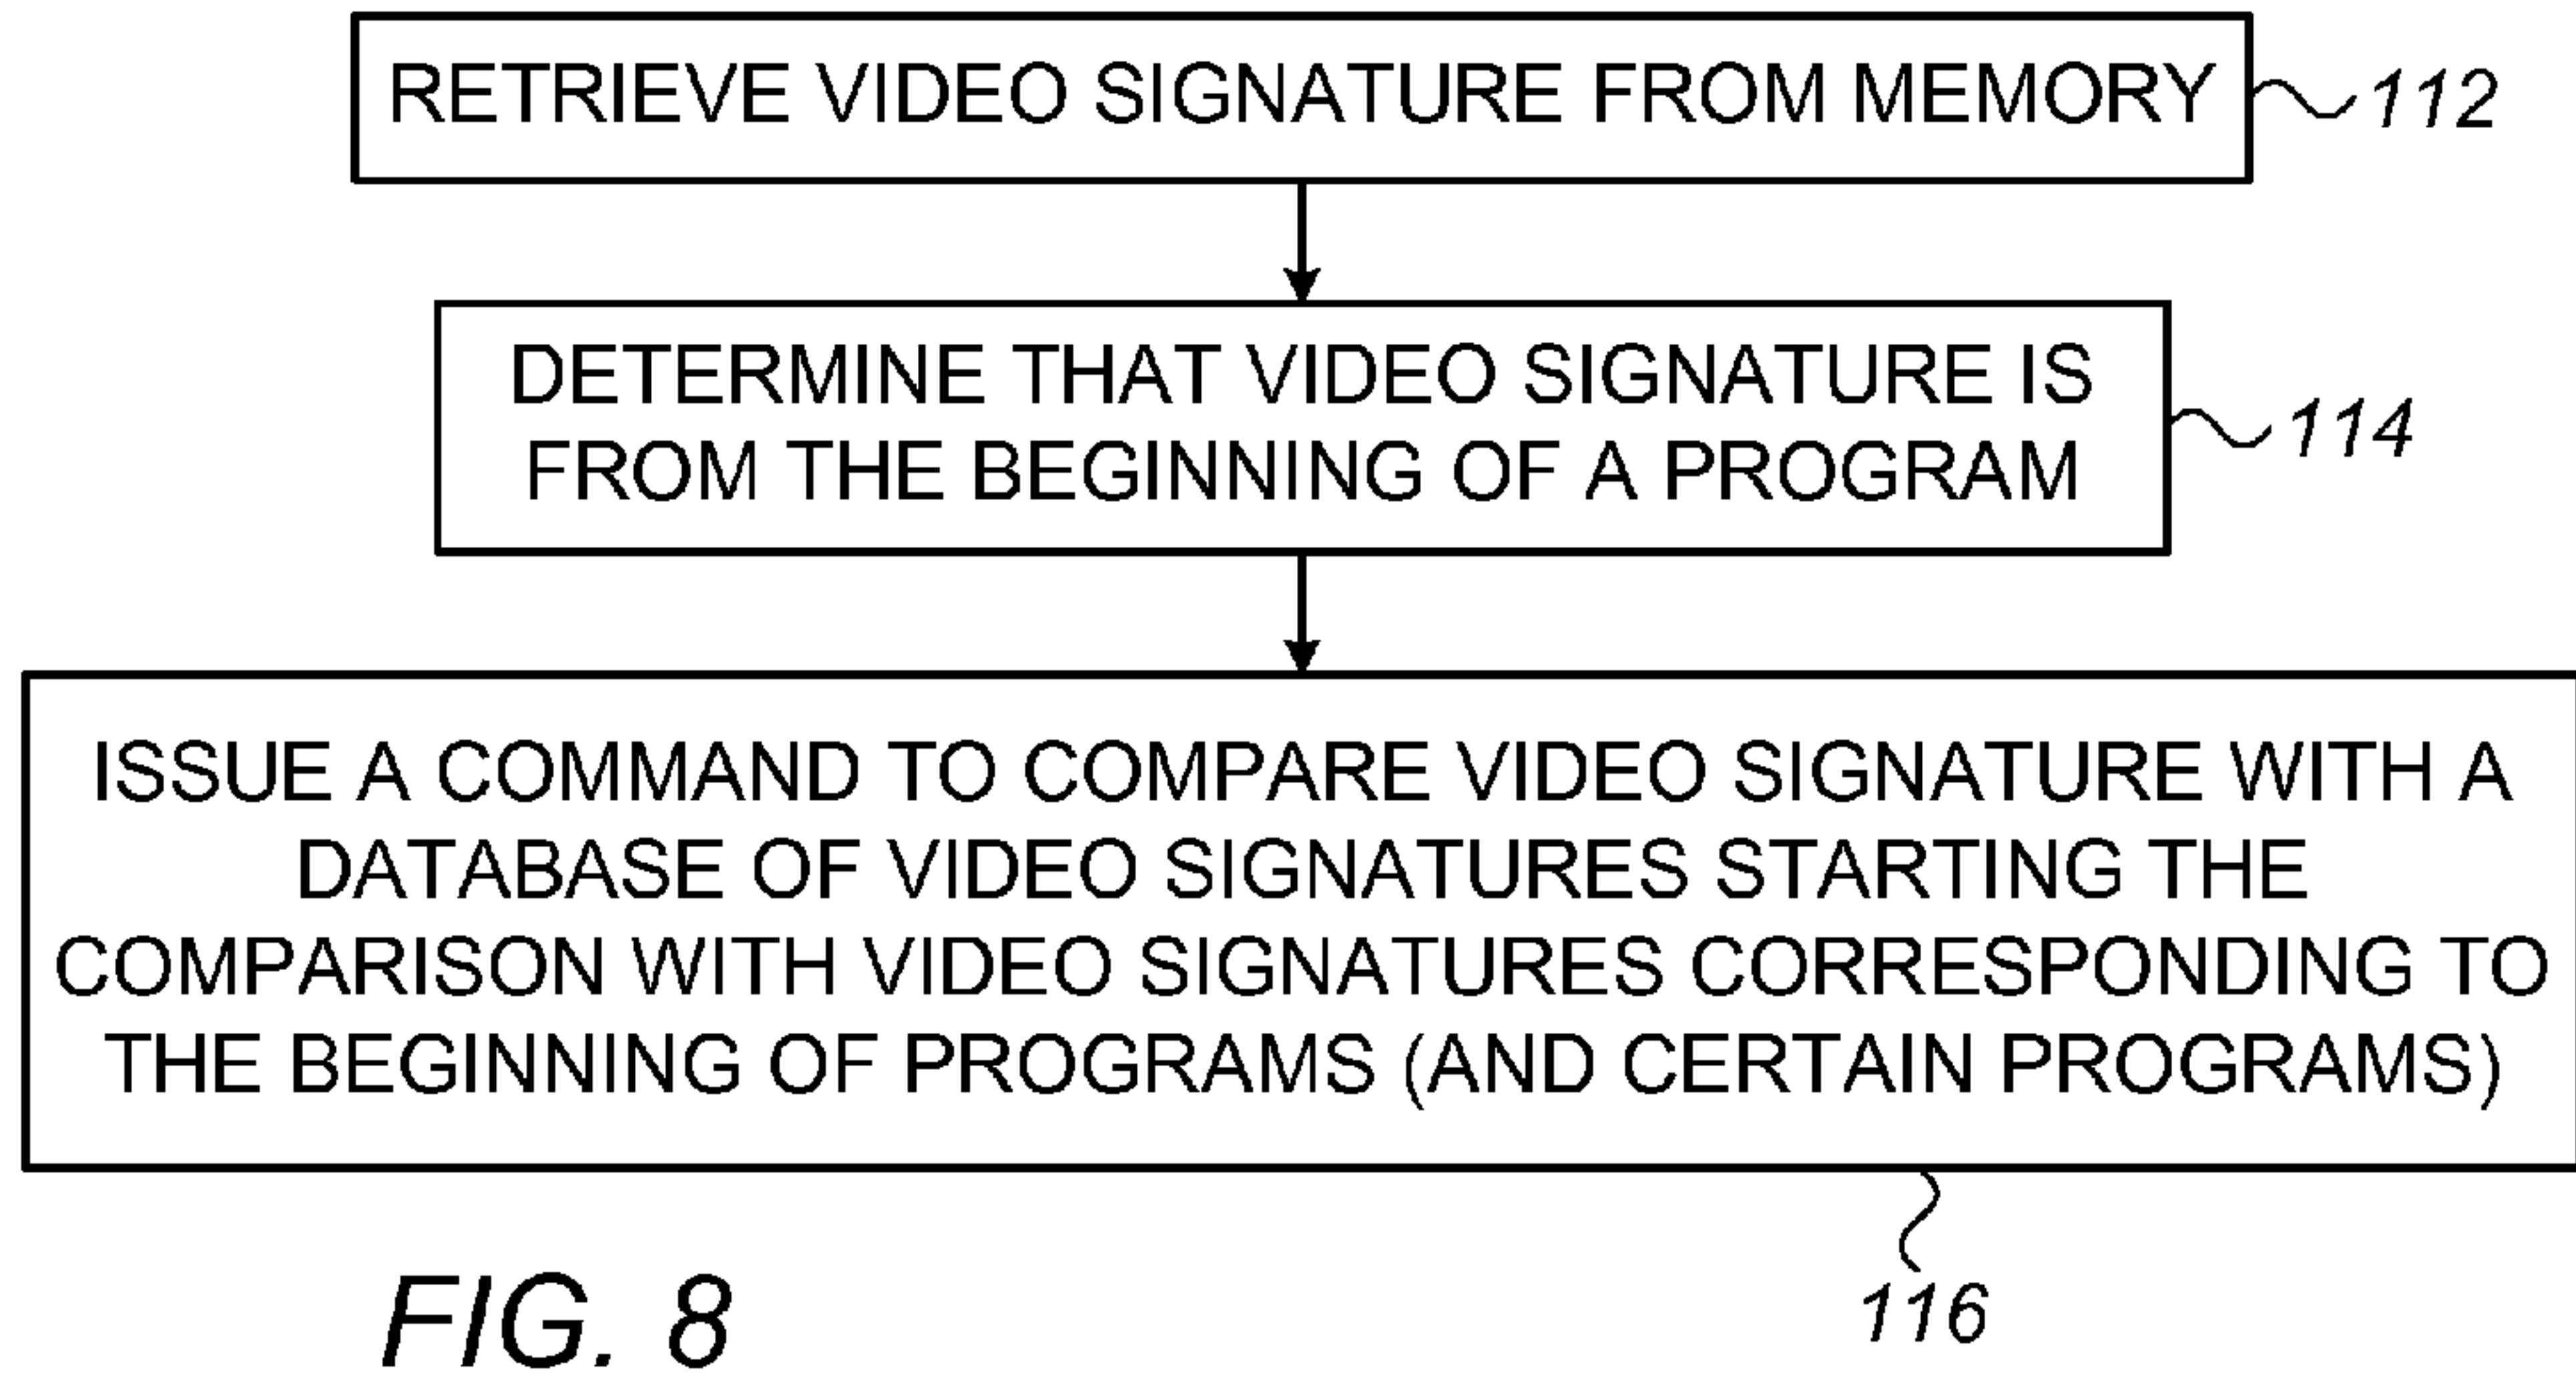 RETRIEVE VIDEO SIGNATURE FROM MEMORY
112
DETERMINE THAT VIDEO SIGNATURE IS
FROM THE BEGINNING OF A PROGRAM
114
ISSUE A COMMAND TO COMPARE VIDEO SIGNATURE WITH A
DATABASE OF VIDEO SIGNATURES STARTING THE
COMPARISON WITH VIDEO SIGNATURES CORRESPONDING TO
THE BEGINNING OF PROGRAMS (AND CERTAIN PROGRAMS)
116
FIG. 8